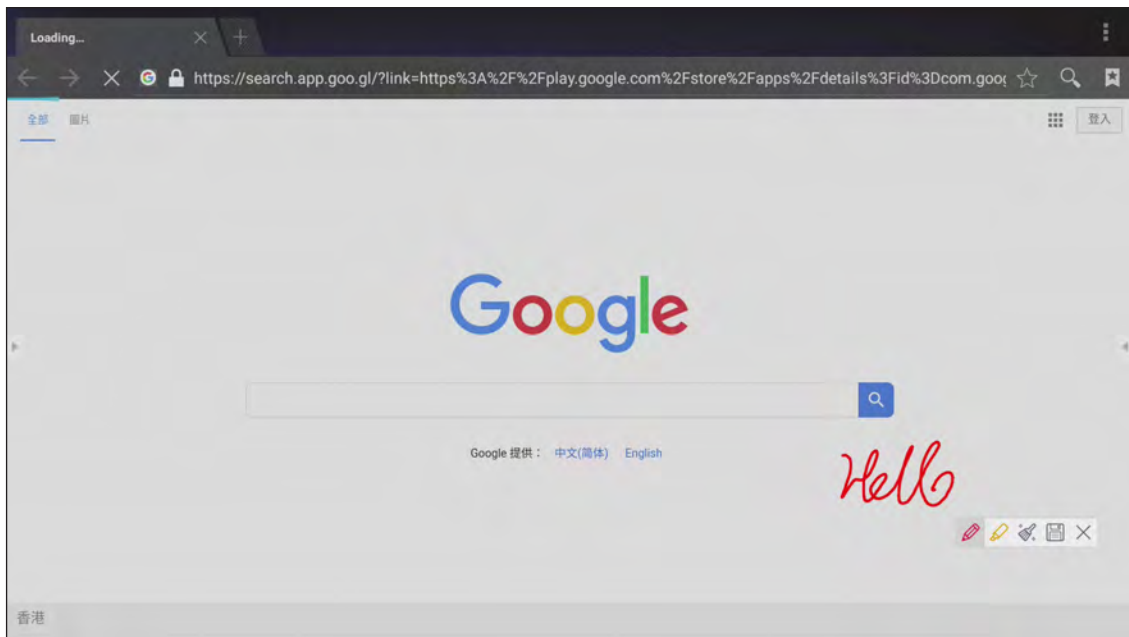 Loading...
https://search.app.goo.gl/?link=https%3A%2F%2Fplay.google.com%2Fstore%2Fapps%2Fdetails%3Fid%3Dcom.goog
全部 圖片
登入
Google
Google 提供： 中文(简体) English
Hello
香港